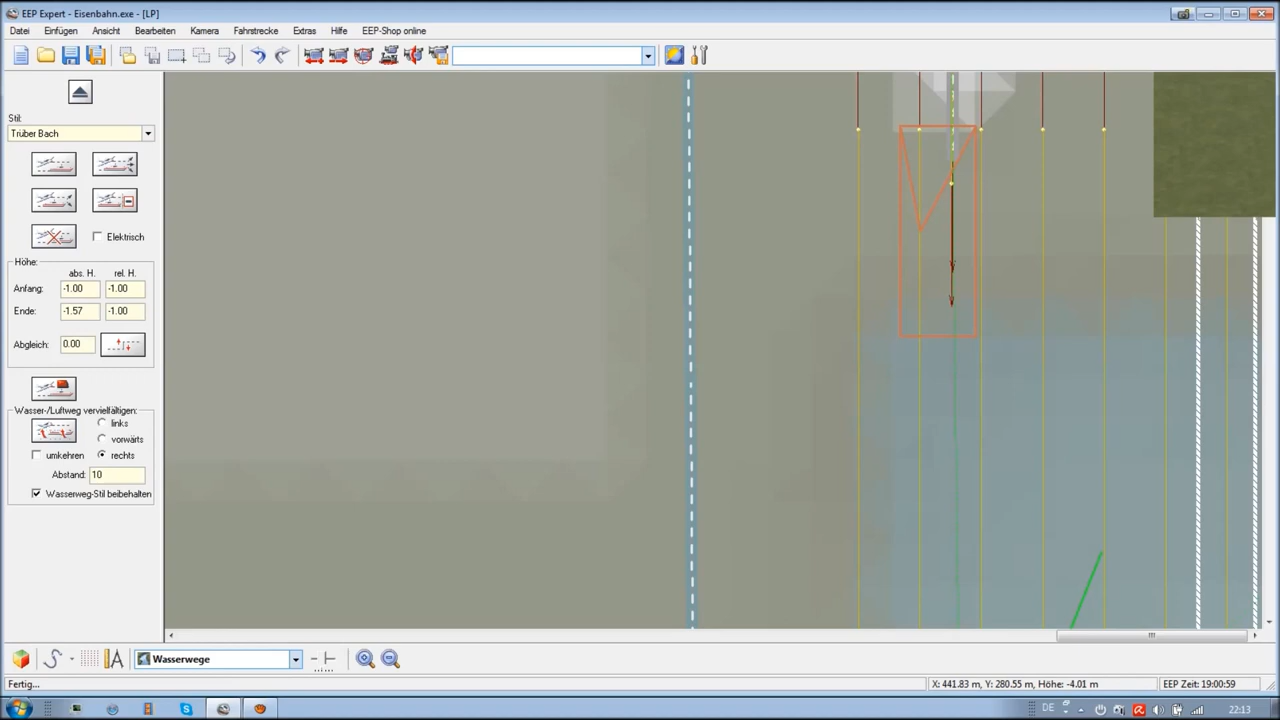 EEP Expert - Eisenbahn.exe - [LP]
Datei Einfügen Ansicht Bearbeiten Kamera Fahrstrecke Extras Hilfe EEP-Shop online
Stil:
Trüber Bach
Elektrisch
Höhe:
abs. H. rel. H.
Anfang: -1.00 -1.00
Ende: -1.57 -1.00
Abgleich: 0.00
Wasser-/Luftweg vervielfältigen:
links
vorwärts
umkehren rechts
Abstand: 10
Wasserweg-Stil beibehalten
Wasserwege
Fertig... X: 441.83 m, Y: 280.55 m, Höhe: -4.01 m EEP Zeit: 19:00:59
DE 22:13